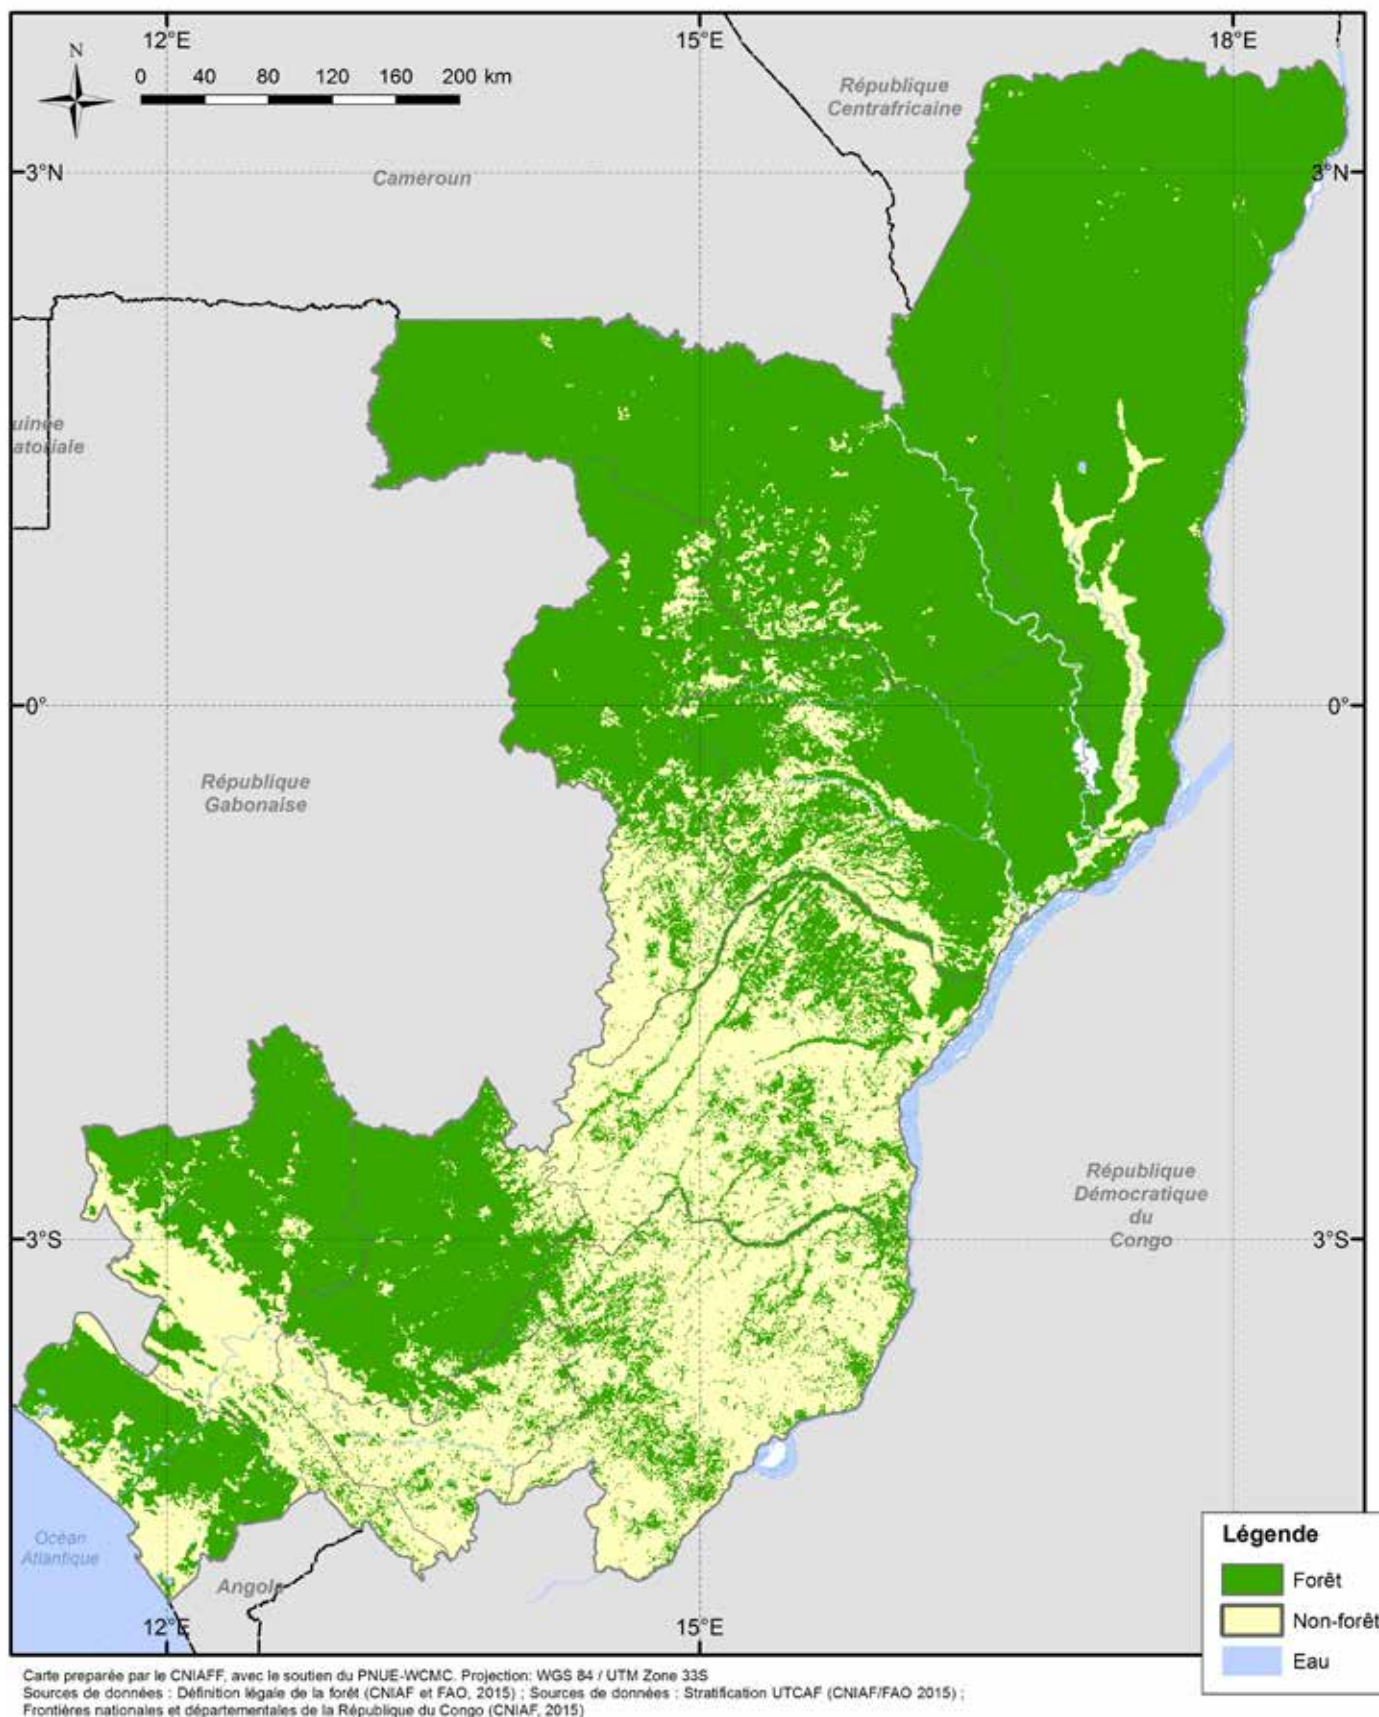 12°E
15°E
18°E
N
0 40 80 120 160 200 km
République
Centrafricaine
3°N
3°N
Cameroun
uinée
atoriale
0°
0°
République
Gabonaise
République
Démocratique
du
Congo
3°S
3°S
Océan
Atlantique
Angola
12°E
15°E
Légende
Forêt
Non-forêt
Eau
Carte preparée par le CNIAFF, avec le soutien du PNUE-WCMC. Projection: WGS 84 / UTM Zone 33S
Sources de données : Définition légale de la forêt (CNIAF et FAO, 2015) ; Sources de données : Stratification UTCAF (CNIAF/FAO 2015) ;
Frontières nationales et départementales de la République du Congo (CNIAF, 2015)